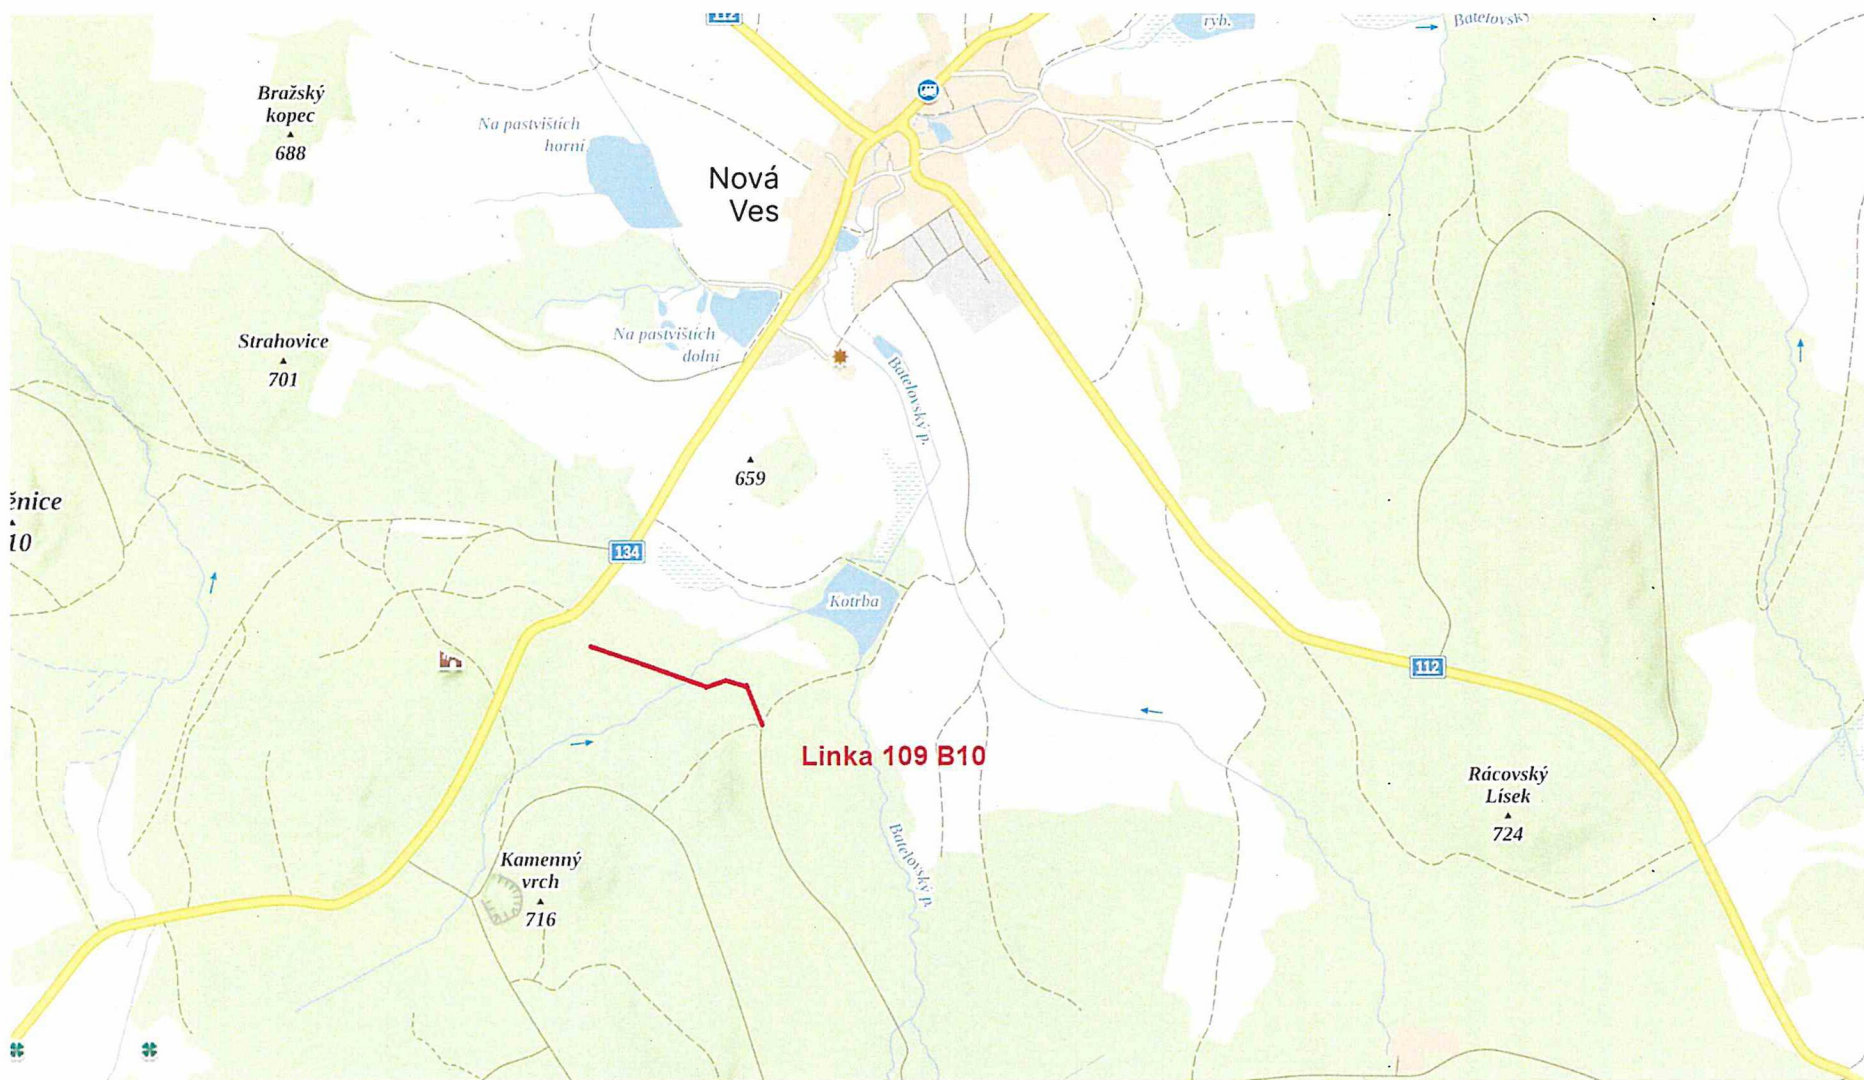 112
ryb.
Batelovský
Bražský
kopec
688
Na pastvištích
horní
Nová
Ves
Na pastvištích
dolní
Strahovice
701
Batelovský p.
659
ěnice
10
134
Kotrba
112
Linka 109 B10
Rácovský
Lísek
724
Batelovský p.
Kamenný
vrch
716